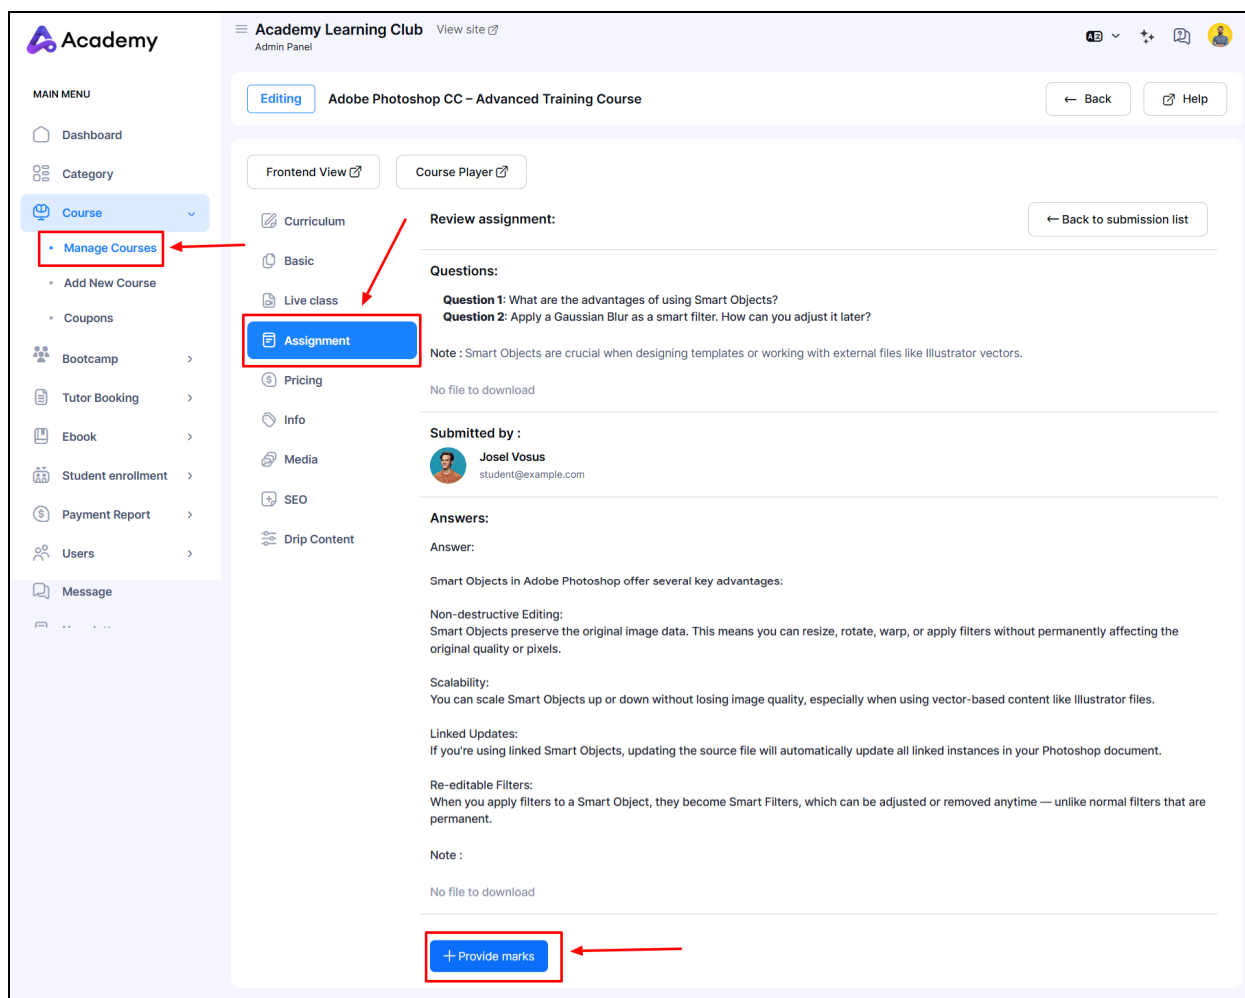 Academy
Academy Learning Club View site
Admin Panel
MAIN MENU
Dashboard
Category
Course
Manage Courses
Add New Course
Coupons
Bootcamp
Tutor Booking
Ebook
Student enrollment
Payment Report
Users
Message
Editing Adobe Photoshop CC – Advanced Training Course
← Back
Help
Frontend View
Course Player
Curriculum
Basic
Live class
Assignment
Pricing
Info
Media
SEO
Drip Content
Review assignment:
← Back to submission list
Questions:
Question 1: What are the advantages of using Smart Objects?
Question 2: Apply a Gaussian Blur as a smart filter. How can you adjust it later?
Note : Smart Objects are crucial when designing templates or working with external files like Illustrator vectors.
No file to download
Submitted by :
Josel Vosus
student@example.com
Answers:
Answer:
Smart Objects in Adobe Photoshop offer several key advantages:
Non-destructive Editing:
Smart Objects preserve the original image data. This means you can resize, rotate, warp, or apply filters without permanently affecting the
original quality or pixels.
Scalability:
You can scale Smart Objects up or down without losing image quality, especially when using vector-based content like Illustrator files.
Linked Updates:
If you're using linked Smart Objects, updating the source file will automatically update all linked instances in your Photoshop document.
Re-editable Filters:
When you apply filters to a Smart Object, they become Smart Filters, which can be adjusted or removed anytime — unlike normal filters that are
permanent.
Note :
No file to download
+ Provide marks